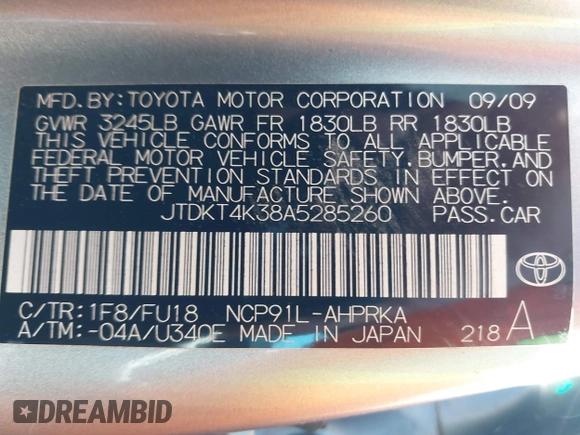 MFD.BY:TOYOTA MOTOR CORPORATION 09/09
GVWR 3245LB GAWR FR 1830LB RR 1830LB
THIS VEHICLE CONFORMS TO ALL APPLICABLE
FEDERAL MOTOR VEHICLE SAFETY,BUMPER,AND
THEFT PREVENTION STANDARDS IN EFFECT ON
THE DATE OF MANUFACTURE SHOWN ABOVE.
JTDKT4K38A5285260 PASS.CAR
C/TR:1F8/FU18 NCP91L-AHPRKA
A/TM:-04A/U340E MADE IN JAPAN 218 A
DREAMBID